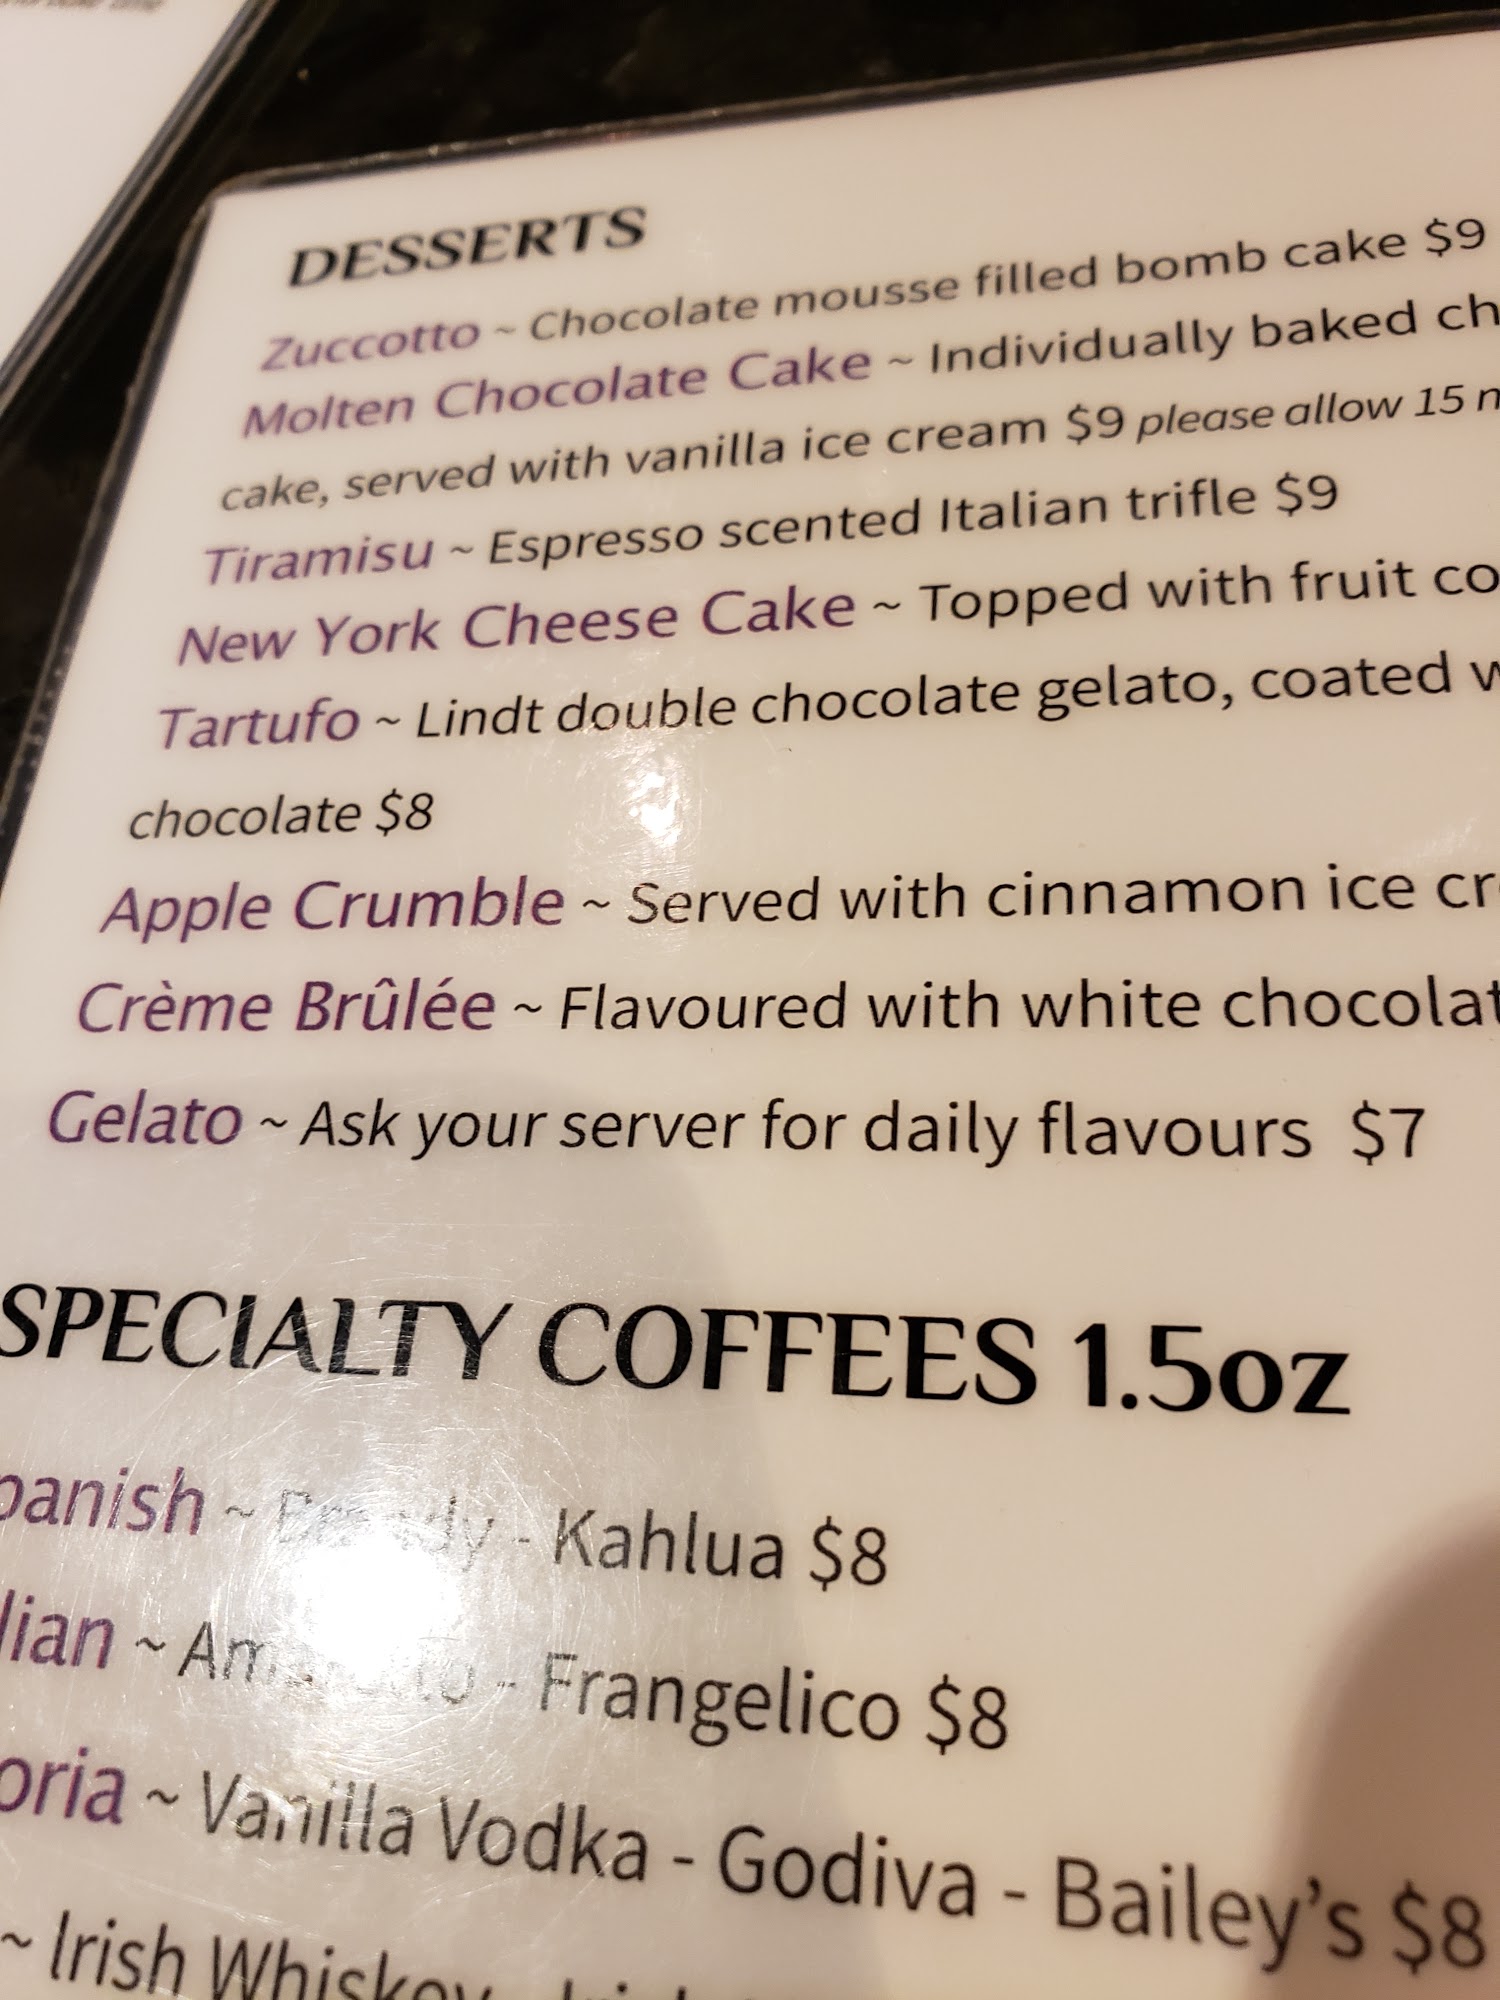 DESSERTS
Zuccotto ~ Chocolate mousse filled bomb cake $9
Molten Chocolate Cake ~ Individually baked ch
cake, served with vanilla ice cream $9 please allow 15 m
Tiramisu ~ Espresso scented Italian trifle $9
New York Cheese Cake ~ Topped with fruit co
Tartufo ~ Lindt double chocolate gelato, coated w
chocolate $8
Apple Crumble ~ Served with cinnamon ice cr
Crème Brûlée ~ Flavoured with white chocolat
Gelato ~ Ask your server for daily flavours $7
SPECIALTY COFFEES 1.5oz
panish ~ Brandy - Kahlua $8
lian ~ Amaretto - Frangelico $8
oria ~ Vanilla Vodka - Godiva - Bailey's $8
~ Irish Whiskey -